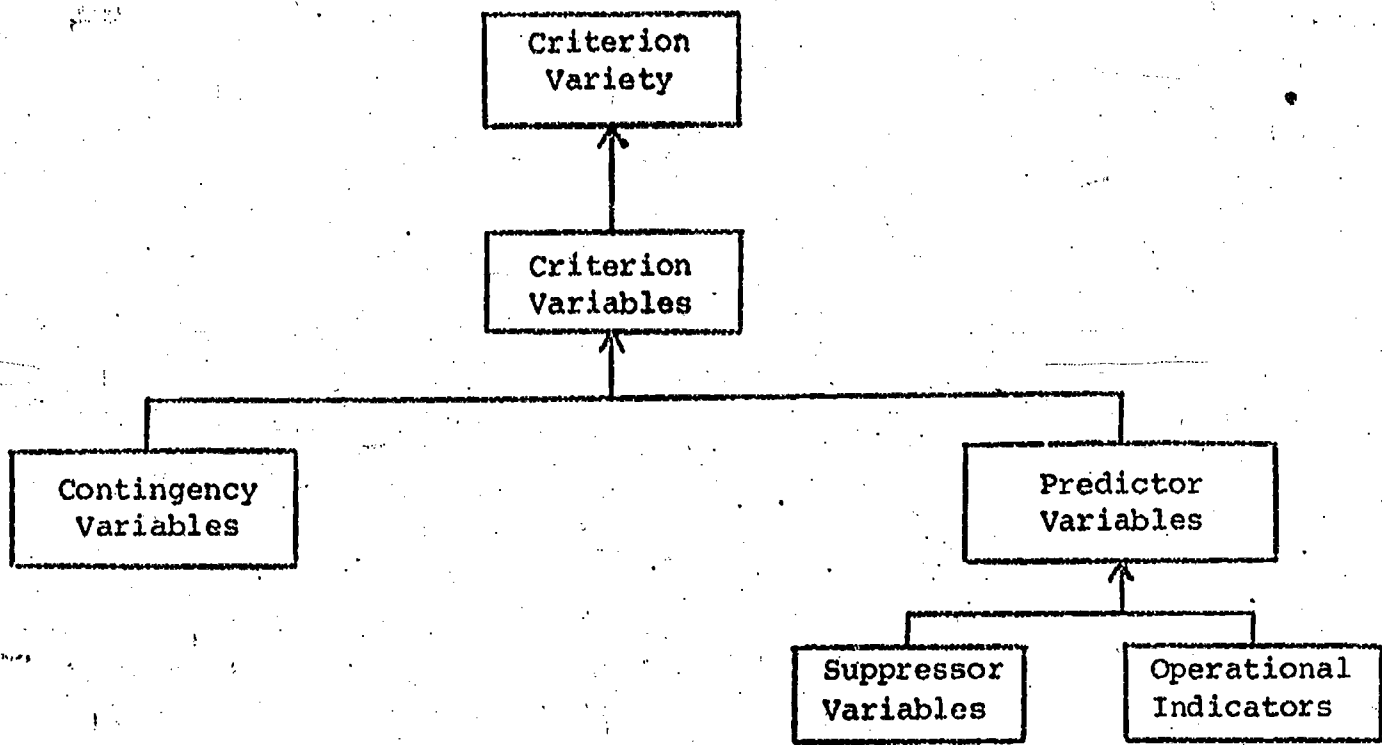 Criterion
Variety
Criterion
Variables
Contingency
Variables
Predictor
Variables
Suppressor
Variables
Operational
Indicators